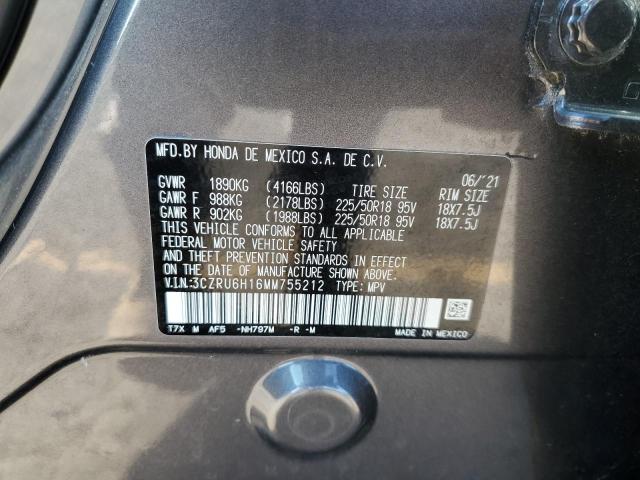 MFD.BY HONDA DE MEXICO S.A. DE C.V.
06/'21
GVWR 1890KG (4166LBS) TIRE SIZE RIM SIZE
GAWR F 988KG (2178LBS) 225/50R18 95V 18X7.5J
GAWR R 902KG (1988LBS) 225/50R18 95V 18X7.5J
THIS VEHICLE CONFORMS TO ALL APPLICABLE
FEDERAL MOTOR VEHICLE SAFETY
AND THEFT PREVENTION STANDARDS IN EFFECT
ON THE DATE OF MANUFACTURE SHOWN ABOVE.
V.I.N:3CZRU6H16MM755212 TYPE: MPV
T7X M AF5 -NH797M -R -M MADE IN MEXICO